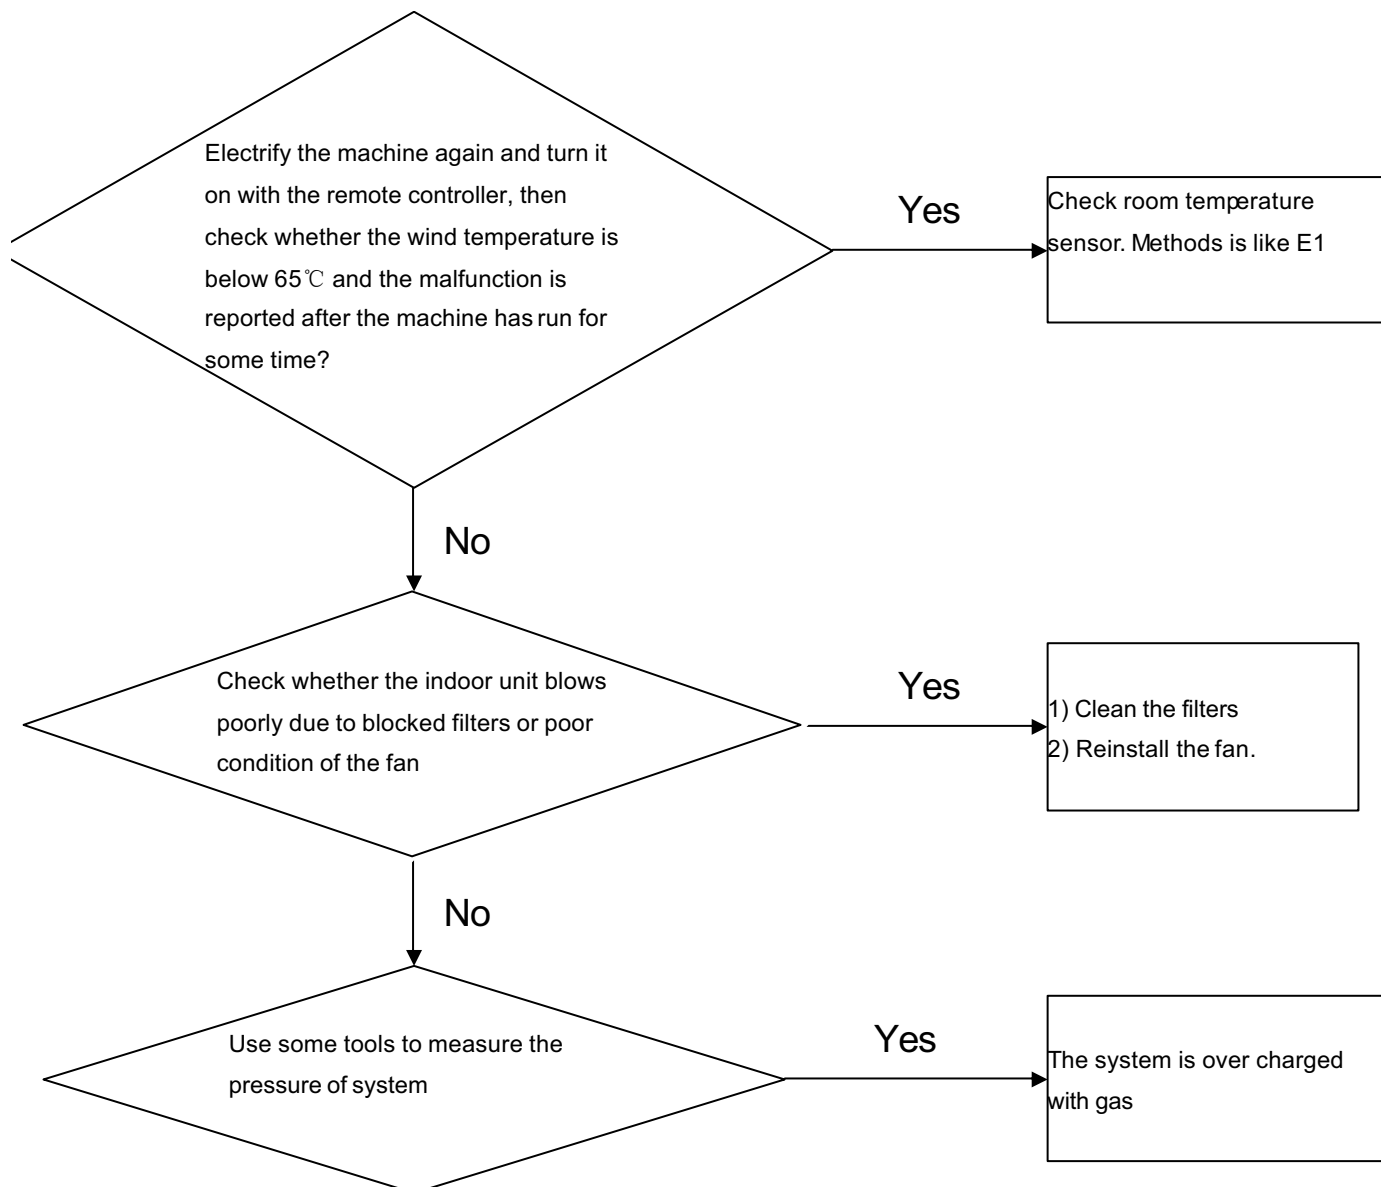 Electrify the machine again and turn it
on with the remote controller, then
check whether the wind temperature is
below 65℃ and the malfunction is
reported after the machine has run for
some time?
Yes
Check room temperature
sensor. Methods is like E1
No
Check whether the indoor unit blows
poorly due to blocked filters or poor
condition of the fan
Yes
1) Clean the filters
2) Reinstall the fan.
No
Use some tools to measure the
pressure of system
Yes
The system is over charged
with gas